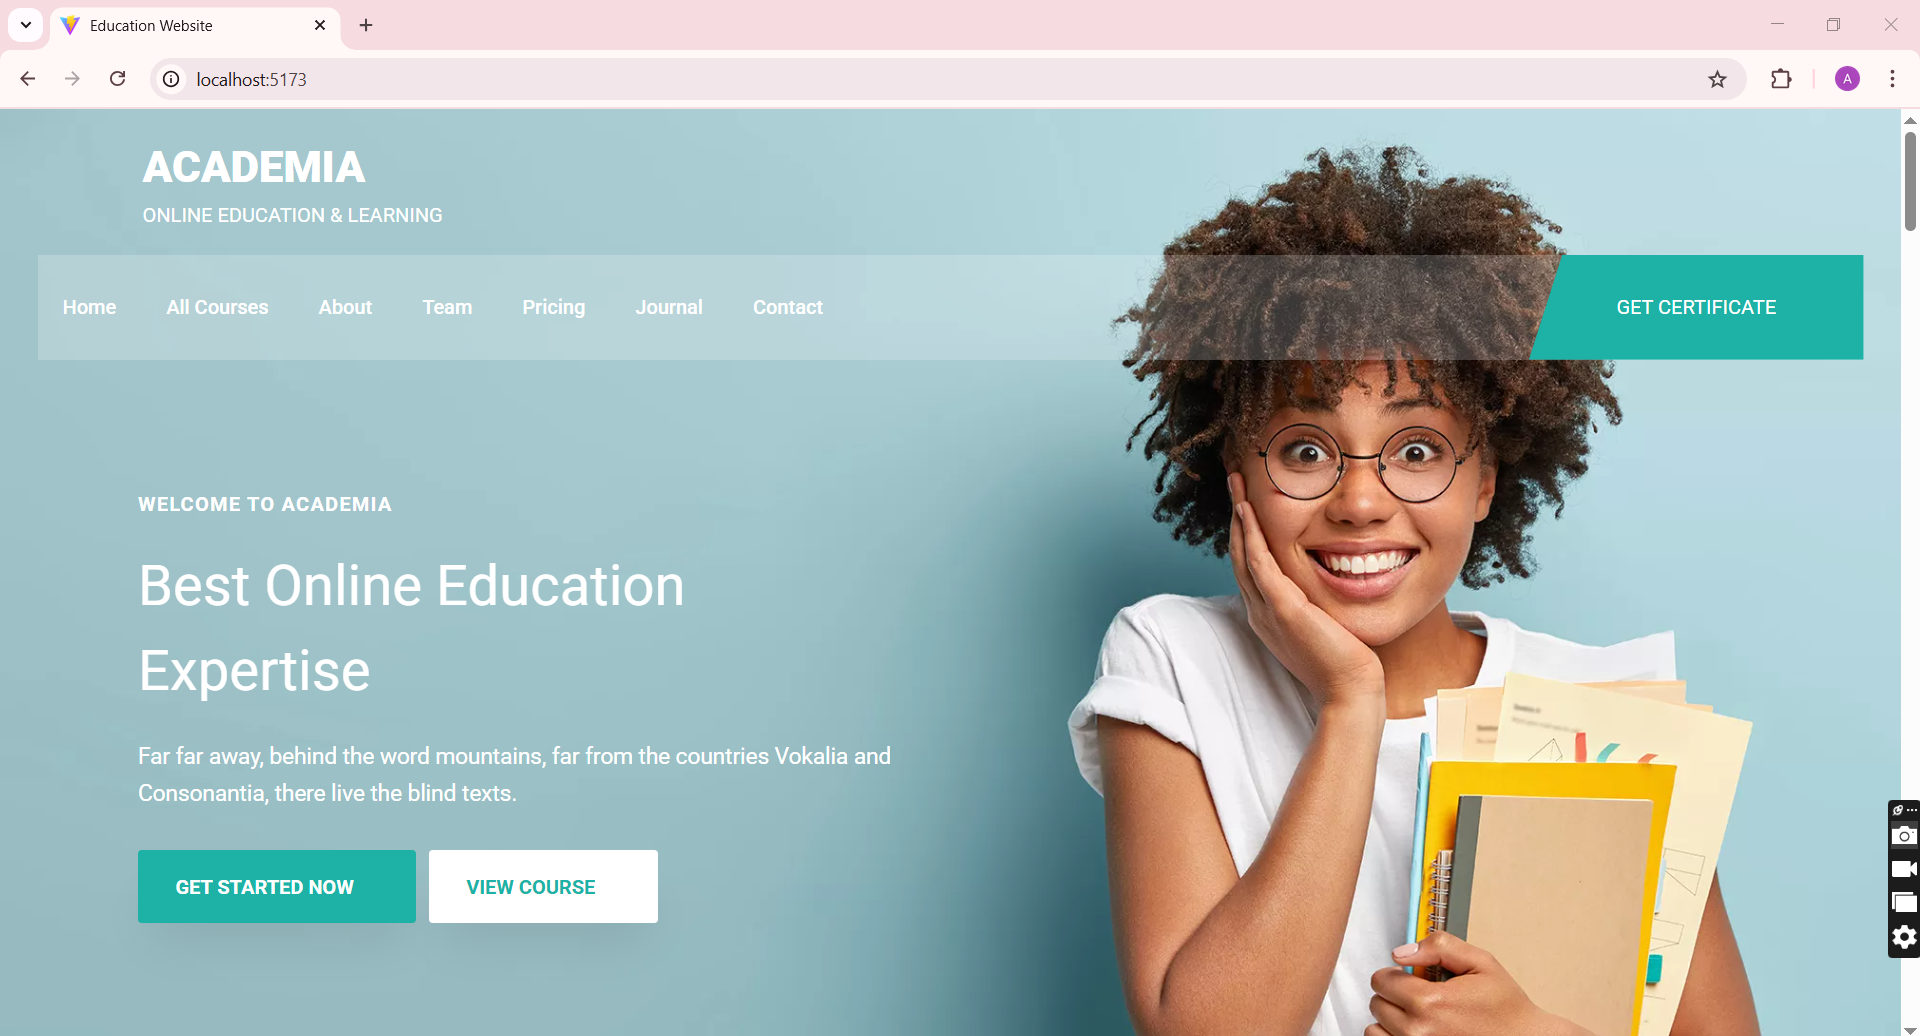 Education Website
localhost:5173
A
ACADEMIA
ONLINE EDUCATION & LEARNING
Home All Courses About Team Pricing Journal Contact GET CERTIFICATE
WELCOME TO ACADEMIA
Best Online Education
Expertise
Far far away, behind the word mountains, far from the countries Vokalia and
Consonantia, there live the blind texts.
GET STARTED NOW VIEW COURSE